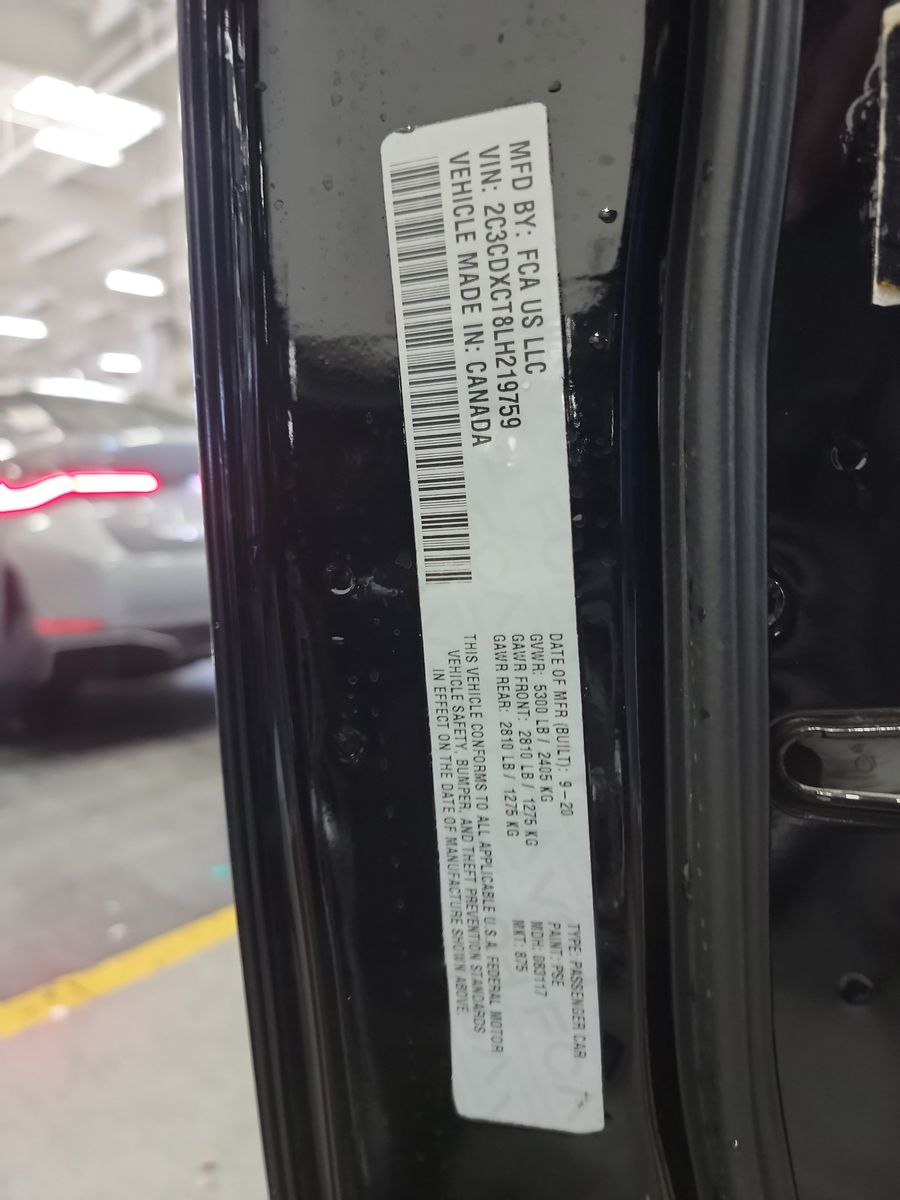 MFD BY: FCA US LLC
VIN: 2C3CDXCT8LH219759
VEHICLE MADE IN: CANADA
DATE OF MFR (BUILT): 9-20
GVWR: 5300 LB / 2405 KG
GAWR FRONT: 2810 LB / 1275 KG
GAWR REAR: 2810 LB / 1275 KG
THIS VEHICLE CONFORMS TO ALL APPLICABLE U.S.A. FEDERAL MOTOR
VEHICLE SAFETY, BUMPER, AND THEFT PREVENTION STANDARDS
IN EFFECT ON THE DATE OF MANUFACTURE SHOWN ABOVE.
TYPE: PASSENGER CAR
PAINT: PSE
MDH: 083117
MKT: 875